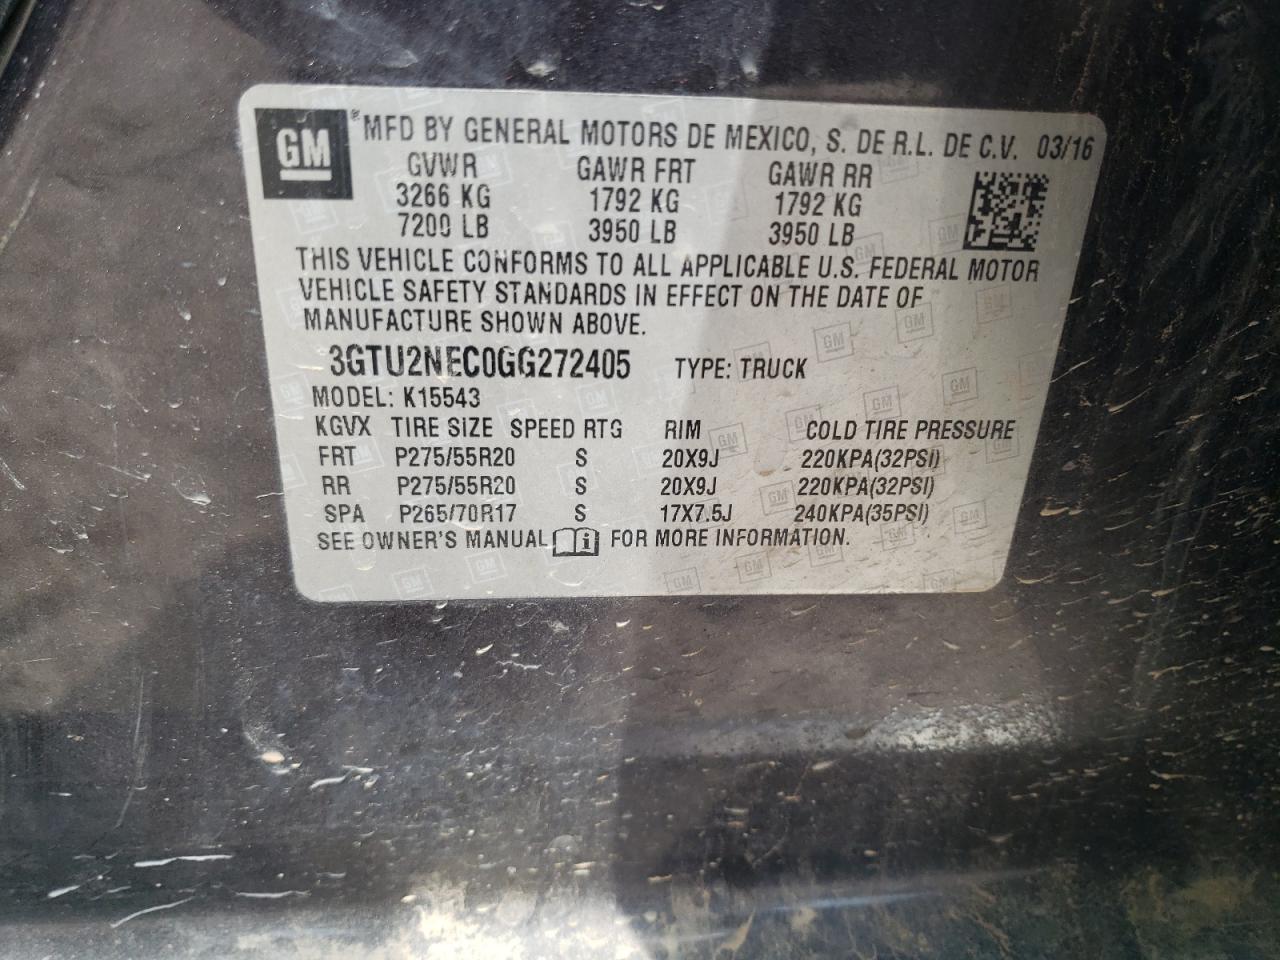 GM ® MFD BY GENERAL MOTORS DE MEXICO, S. DE R.L. DE C.V. 03/16
GVWR GAWR FRT GAWR RR
3266 KG 1792 KG 1792 KG
7200 LB 3950 LB 3950 LB
THIS VEHICLE CONFORMS TO ALL APPLICABLE U.S. FEDERAL MOTOR
VEHICLE SAFETY STANDARDS IN EFFECT ON THE DATE OF
MANUFACTURE SHOWN ABOVE.
3GTU2NEC0GG272405 TYPE: TRUCK
MODEL: K15543
KGVX TIRE SIZE SPEED RTG RIM COLD TIRE PRESSURE
FRT P275/55R20 S 20X9J 220KPA(32PSI)
RR P275/55R20 S 20X9J 220KPA(32PSI)
SPA P265/70R17 S 17X7.5J 240KPA(35PSI)
SEE OWNER'S MANUAL i FOR MORE INFORMATION.